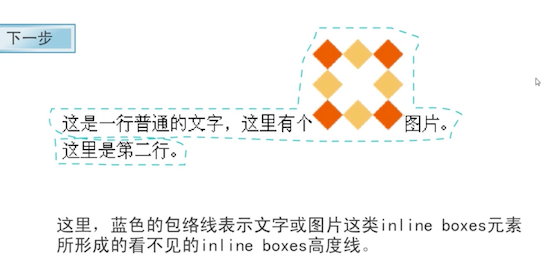 下一步
这是一行普通的文字，这里有个图片。
这里是第二行。
这里，蓝色的包络线表示文字或图片这类inline boxes元素
所形成的看不见的inline boxes高度线。